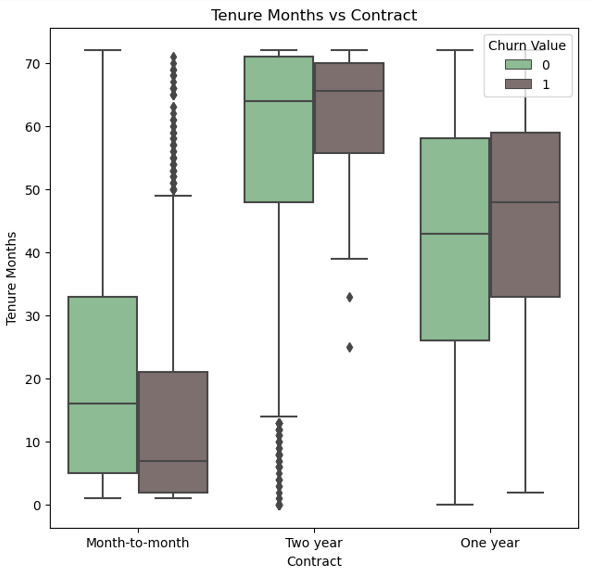 Tenure Months vs Contract
Churn Value
0
1
Tenure Months
70
60
50
40
30
20
10
0
Month-to-month
Two year
One year
Contract